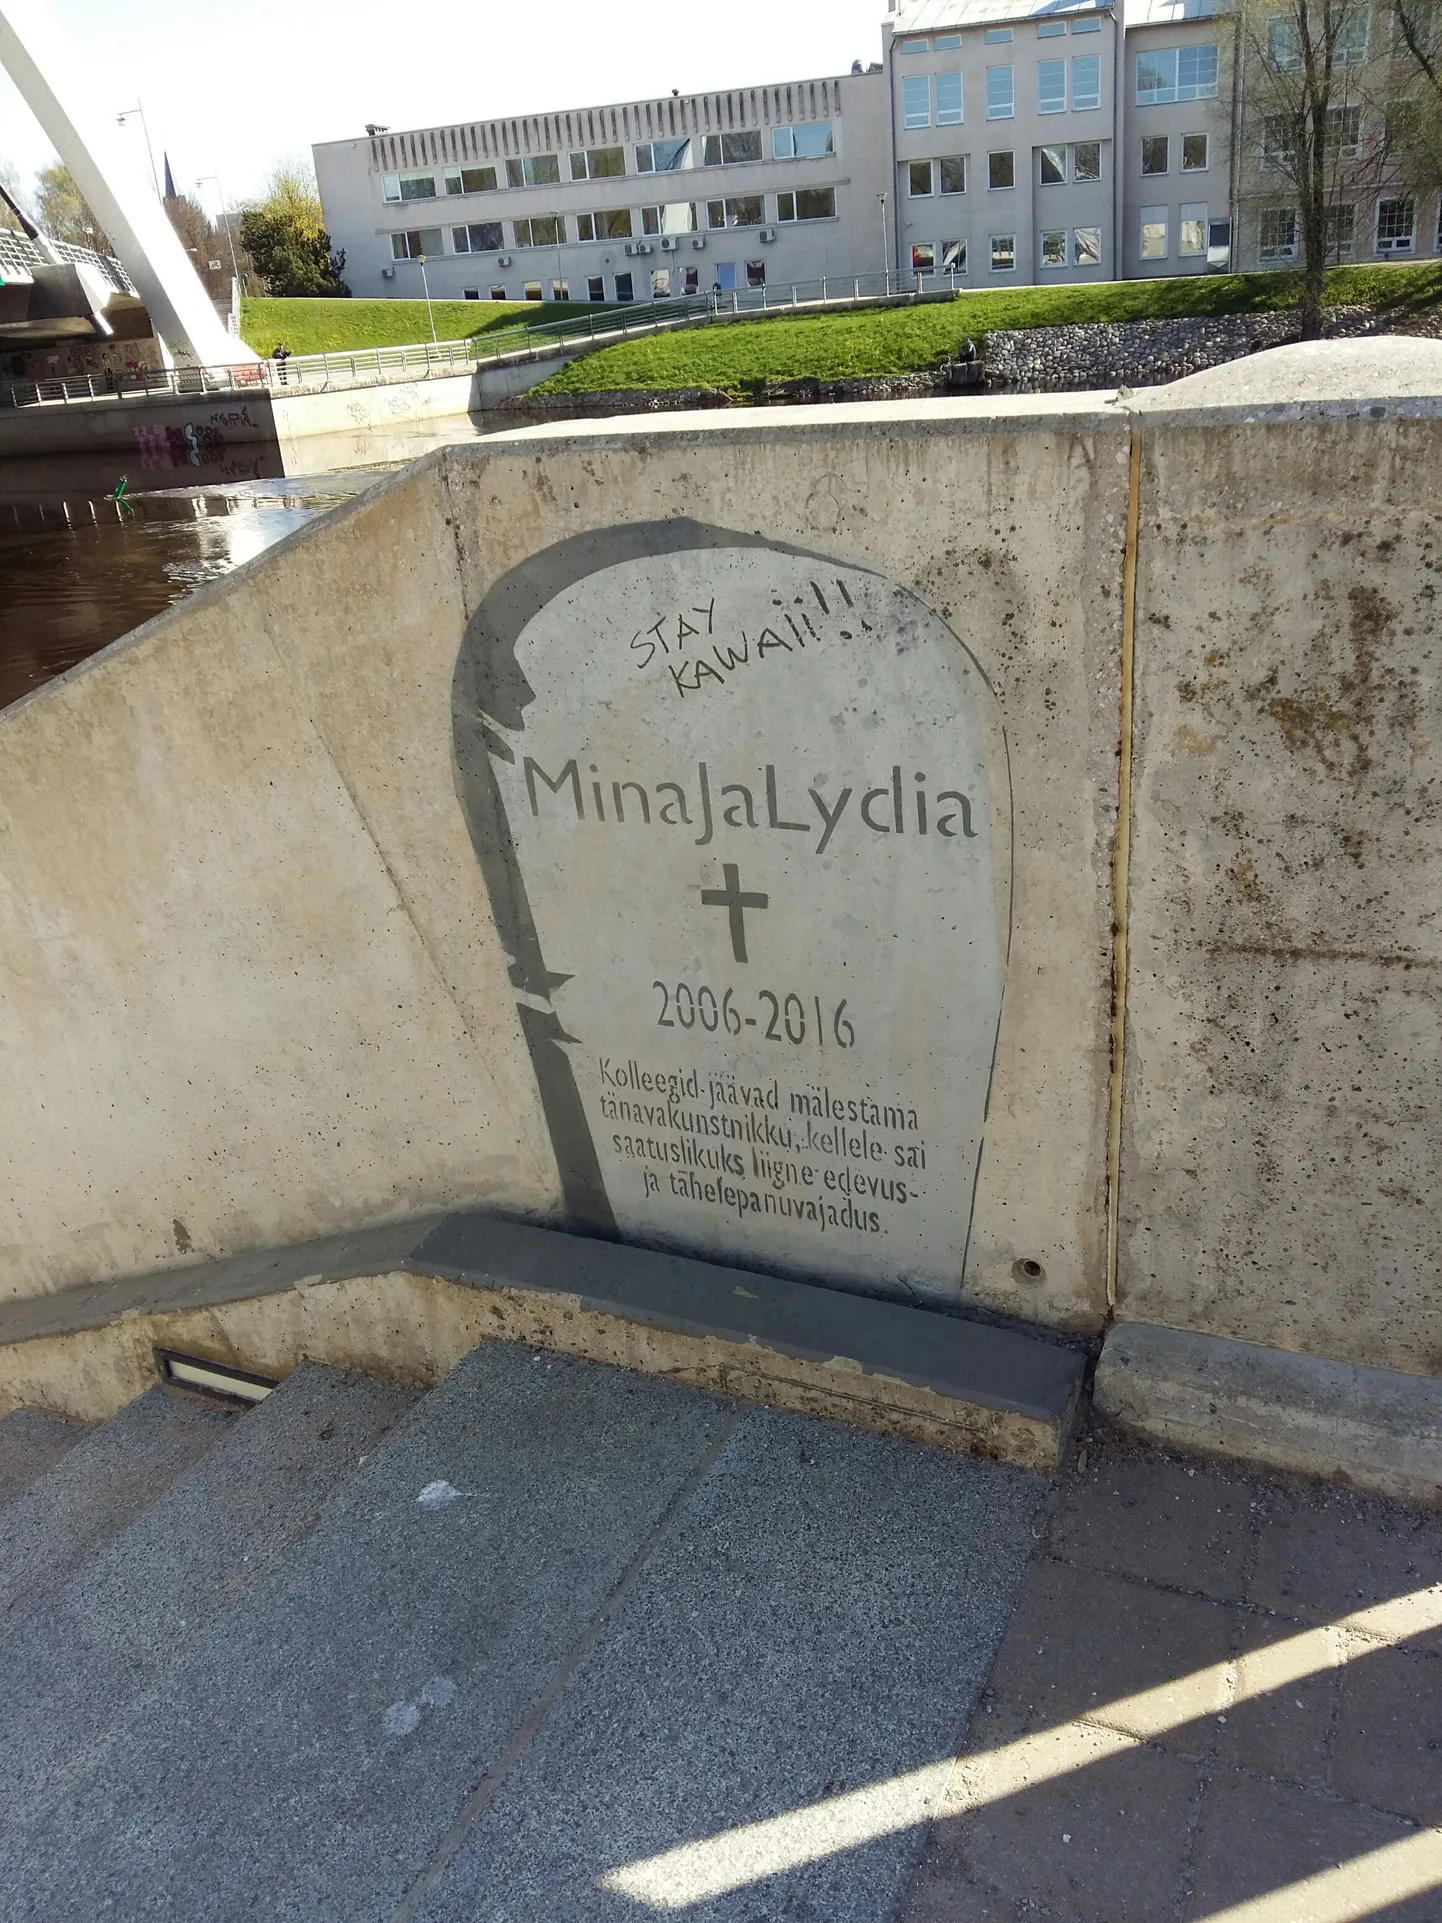 STAY
KAWAii!!
MinaJaLydia
2006-2016
Kolleegid jäävad mälestama
tänavakunstnikku, kellele sai
saatuslikuks liigne edevus-
ja tähelepanuvajadus.